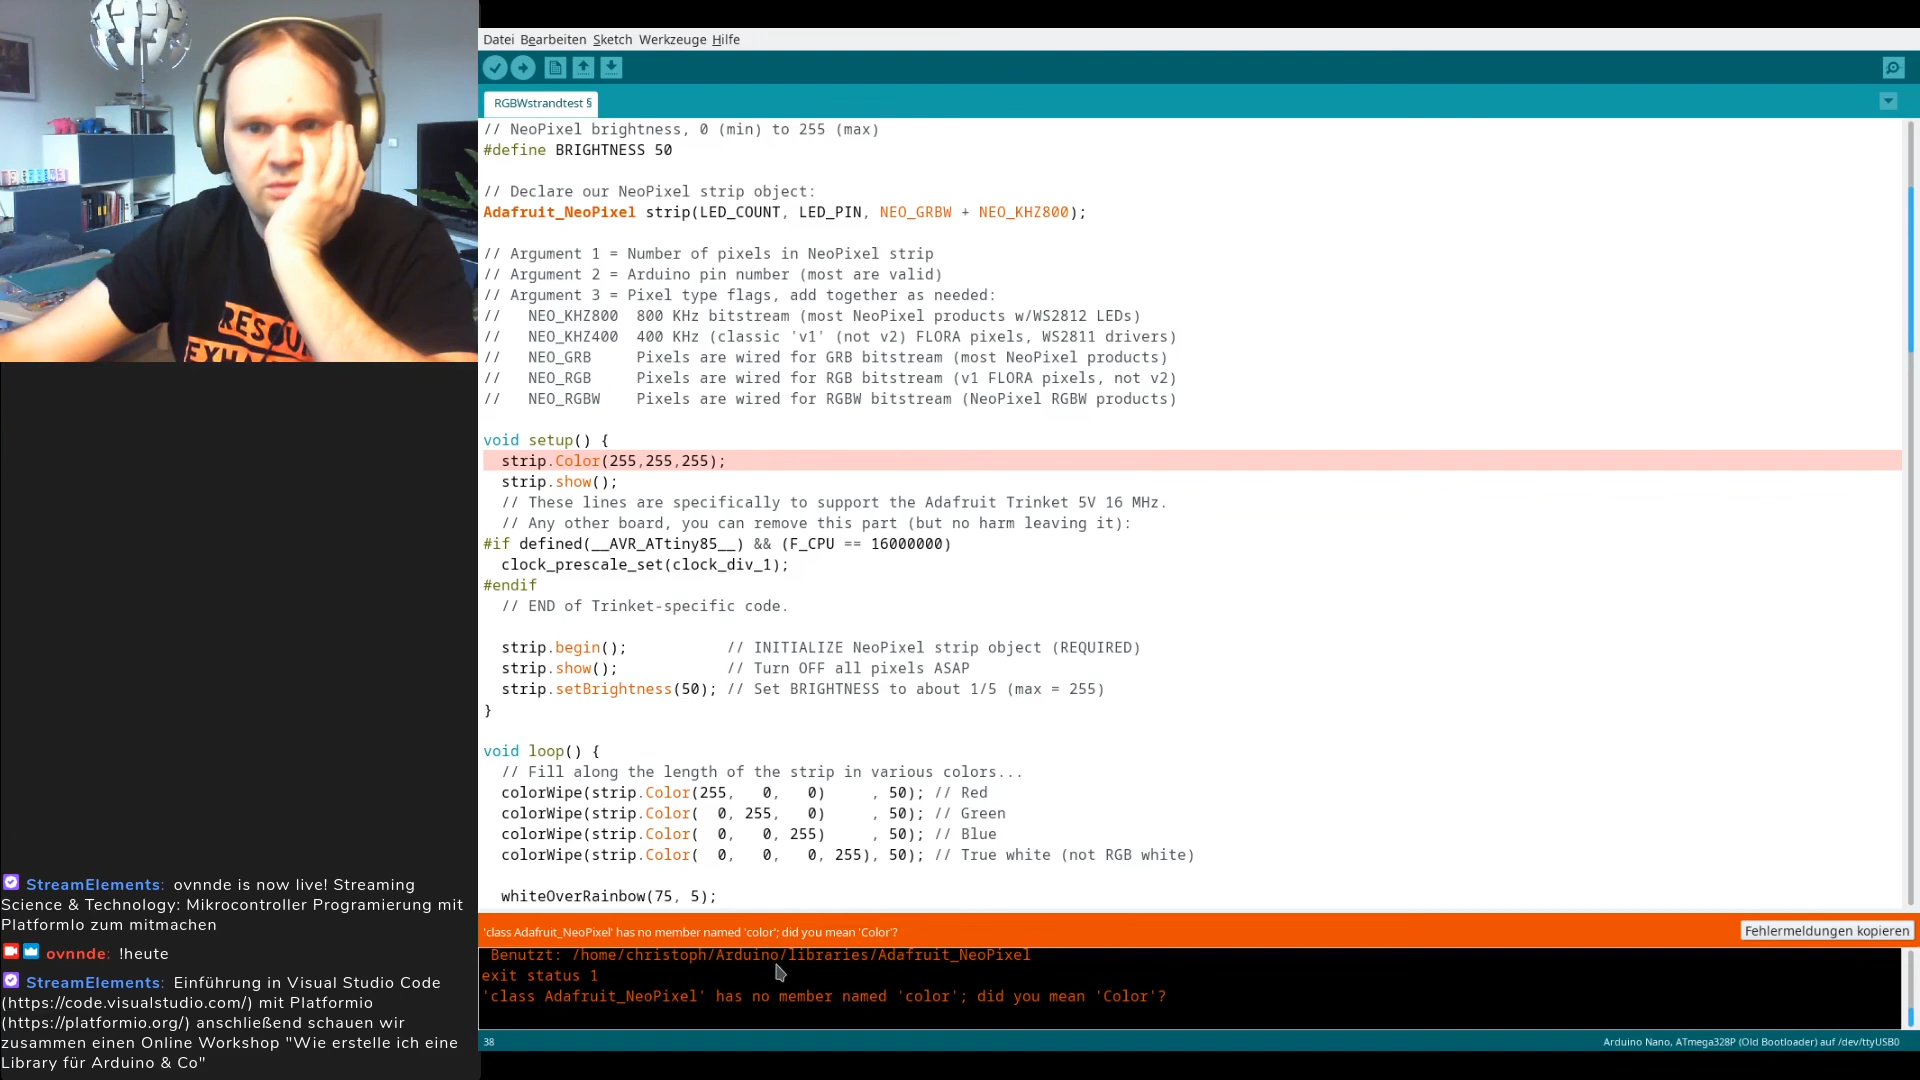 Datei Bearbeiten Sketch Werkzeuge Hilfe
RGBWstrandtest §
// NeoPixel brightness, 0 (min) to 255 (max)
#define BRIGHTNESS 50
// Declare our NeoPixel strip object:
Adafruit_NeoPixel strip(LED_COUNT, LED_PIN, NEO_GRBW + NEO_KHZ800);
// Argument 1 = Number of pixels in NeoPixel strip
// Argument 2 = Arduino pin number (most are valid)
// Argument 3 = Pixel type flags, add together as needed:
//   NEO_KHZ800  800 KHz bitstream (most NeoPixel products w/WS2812 LEDs)
//   NEO_KHZ400  400 KHz (classic 'v1' (not v2) FLORA pixels, WS2811 drivers)
//   NEO_GRB     Pixels are wired for GRB bitstream (most NeoPixel products)
//   NEO_RGB     Pixels are wired for RGB bitstream (v1 FLORA pixels, not v2)
//   NEO_RGBW    Pixels are wired for RGBW bitstream (NeoPixel RGBW products)
void setup() {
  strip.Color(255,255,255);
  strip.show();
  // These lines are specifically to support the Adafruit Trinket 5V 16 MHz.
  // Any other board, you can remove this part (but no harm leaving it):
#if defined(__AVR_ATtiny85__) && (F_CPU == 16000000)
  clock_prescale_set(clock_div_1);
#endif
  // END of Trinket-specific code.
  strip.begin();           // INITIALIZE NeoPixel strip object (REQUIRED)
  strip.show();            // Turn OFF all pixels ASAP
  strip.setBrightness(50); // Set BRIGHTNESS to about 1/5 (max = 255)
}
void loop() {
  // Fill along the length of the strip in various colors...
  colorWipe(strip.Color(255,   0,   0)     , 50); // Red
  colorWipe(strip.Color(  0, 255,   0)     , 50); // Green
  colorWipe(strip.Color(  0,   0, 255)     , 50); // Blue
  colorWipe(strip.Color(  0,   0,   0, 255), 50); // True white (not RGB white)
  whiteOverRainbow(75, 5);
'class Adafruit_NeoPixel' has no member named 'color'; did you mean 'Color'?
Fehlermeldungen kopieren
Benutzt: /home/christoph/Arduino/libraries/Adafruit_NeoPixel
exit status 1
'class Adafruit_NeoPixel' has no member named 'color'; did you mean 'Color'?
38
Arduino Nano, ATmega328P (Old Bootloader) auf /dev/ttyUSB0
StreamElements: ovnnde is now live! Streaming
Science & Technology: Mikrocontroller Programierung mit
PlatformIo zum mitmachen
ovnnde: !heute
StreamElements: Einführung in Visual Studio Code
(https://code.visualstudio.com/) mit Platformio
(https://platformio.org/) anschließend schauen wir
zusammen einen Online Workshop "Wie erstelle ich eine
Library für Arduino & Co"